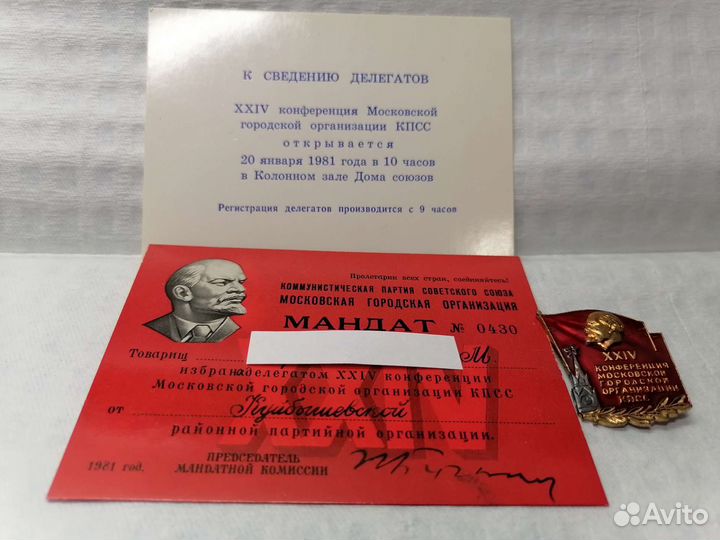 К СВЕДЕНИЮ ДЕЛЕГАТОВ
XXIV конференция Московской
городской организации КПСС
открывается
20 января 1981 года в 10 часов
в Колонном зале Дома союзов
Регистрация делегатов производится с 9 часов
Пролетарии всех стран, соединяйтесь!
КОММУНИСТИЧЕСКАЯ ПАРТИЯ СОВЕТСКОГО СОЮЗА
МОСКОВСКАЯ ГОРОДСКАЯ ОРГАНИЗАЦИЯ
МАНДАТ № 0430
Товарищ М.
избрана делегатом XXIV конференции
Московской городской организации КПСС
от Куйбышевской
районной партийной организации.
XXIV
ПРЕДСЕДАТЕЛЬ
1981 год. МАНДАТНОЙ КОМИССИИ
XXIV
КОНФЕРЕНЦИЯ
МОСКОВСКОЙ
ГОРОДСКОЙ
ОРГАНИЗАЦИИ
КПСС
Avito